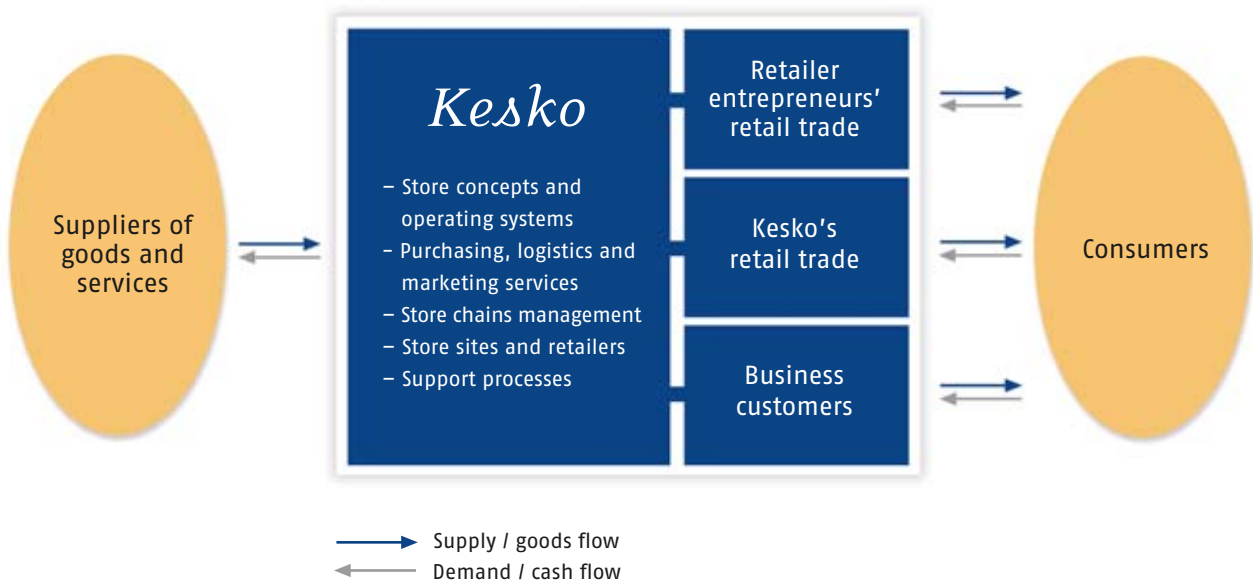 Suppliers of
goods and
services
Kesko
– Store concepts and
operating systems
– Purchasing, logistics and
marketing services
– Store chains management
– Store sites and retailers
– Support processes
Retailer
entrepreneurs’
retail trade
Kesko’s
retail trade
Business
customers
Consumers
Supply / goods flow
Demand / cash flow